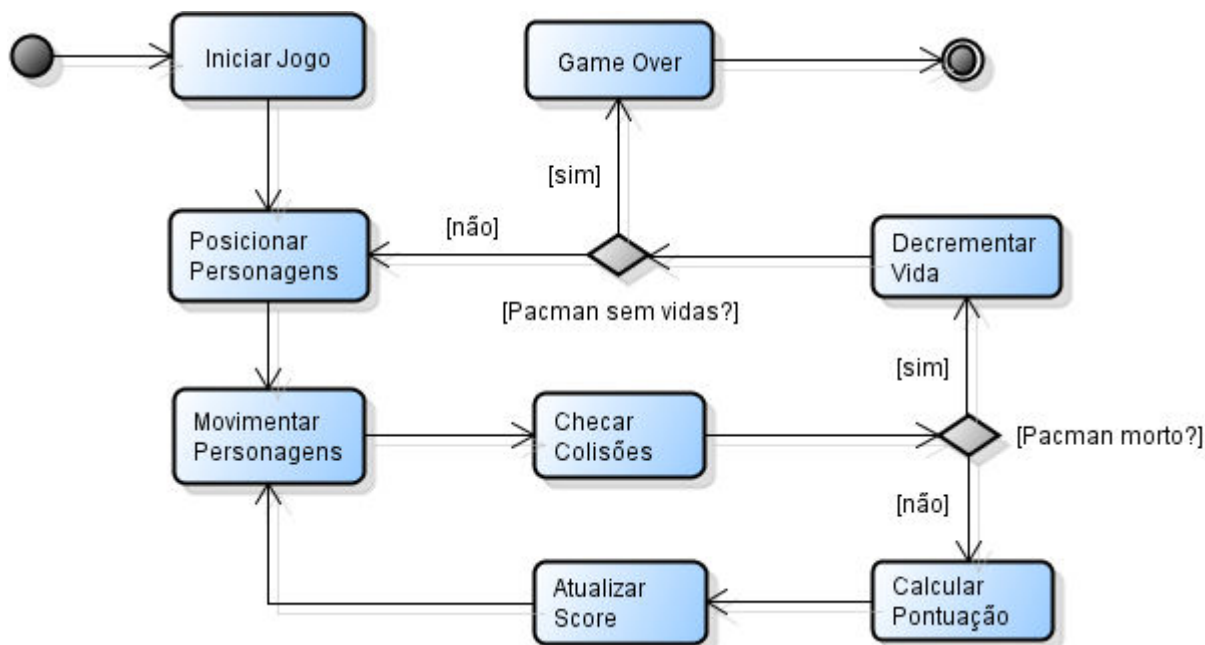 Iniciar Jogo
Game Over
[sim]
[não]
Posicionar
Personagens
Decrementar
Vida
[Pacman sem vidas?]
[sim]
Movimentar
Personagens
Checar
Colisões
[Pacman morto?]
[não]
Atualizar
Score
Calcular
Pontuação